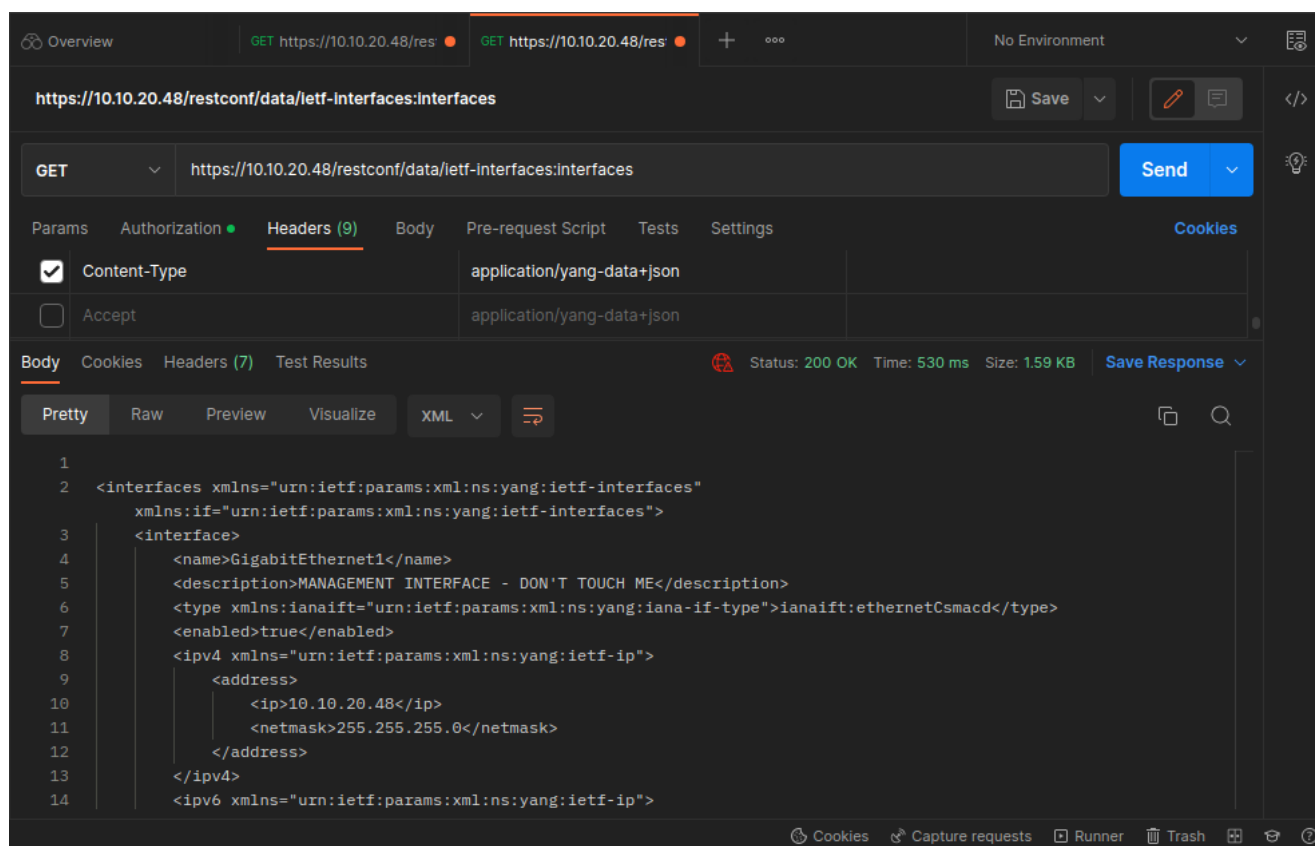 Overview GET https://10.10.20.48/res GET https://10.10.20.48/res No Environment
https://10.10.20.48/restconf/data/ietf-interfaces:interfaces Save
GET https://10.10.20.48/restconf/data/ietf-interfaces:interfaces Send
Params Authorization Headers (9) Body Pre-request Script Tests Settings Cookies
Content-Type application/yang-data+json
Accept application/yang-data+json
Body Cookies Headers (7) Test Results Status: 200 OK Time: 530 ms Size: 1.59 KB Save Response
Pretty Raw Preview Visualize XML
1
2 <interfaces xmlns="urn:ietf:params:xml:ns:yang:ietf-interfaces"
xmlns:if="urn:ietf:params:xml:ns:yang:ietf-interfaces">
3 <interface>
4 <name>GigabitEthernet1</name>
5 <description>MANAGEMENT INTERFACE - DON'T TOUCH ME</description>
6 <type xmlns:ianaift="urn:ietf:params:xml:ns:yang:iana-if-type">ianaift:ethernetCsmacd</type>
7 <enabled>true</enabled>
8 <ipv4 xmlns="urn:ietf:params:xml:ns:yang:ietf-ip">
9 <address>
10 <ip>10.10.20.48</ip>
11 <netmask>255.255.255.0</netmask>
12 </address>
13 </ipv4>
14 <ipv6 xmlns="urn:ietf:params:xml:ns:yang:ietf-ip">
Cookies Capture requests Runner Trash